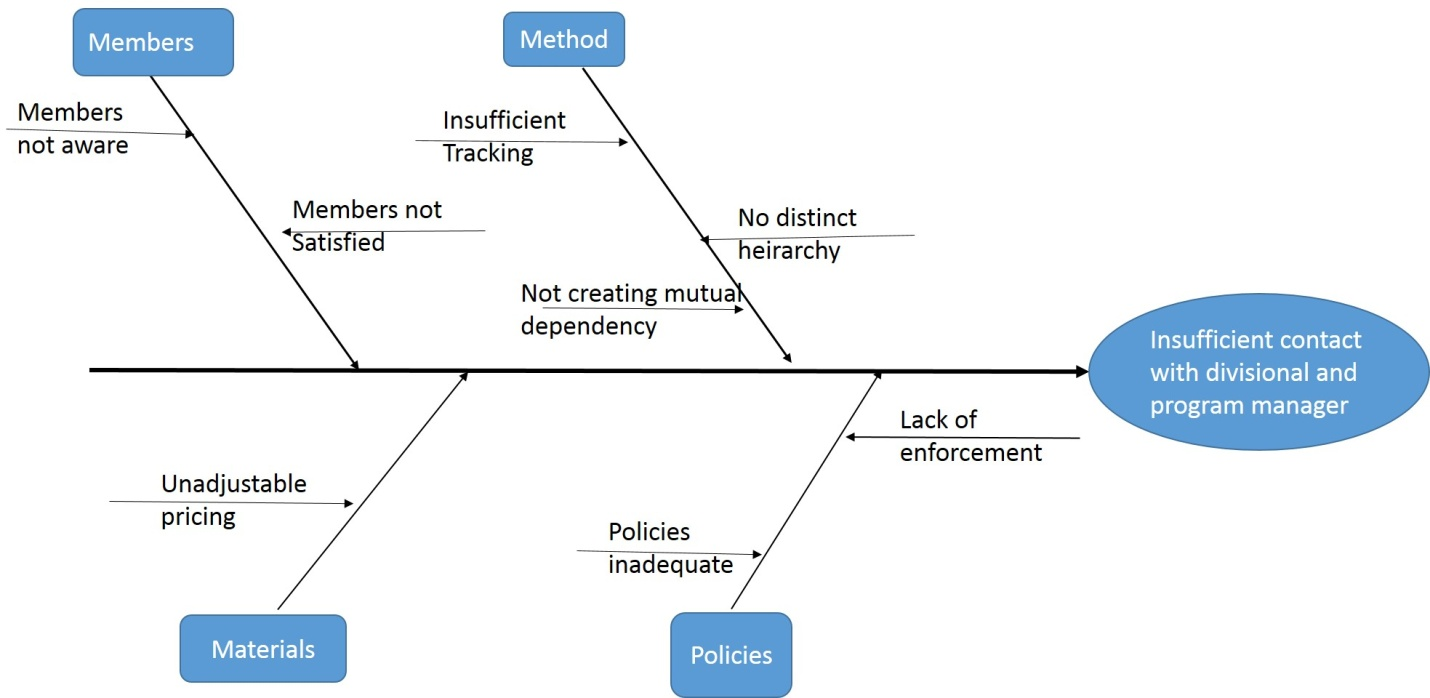 Members
Method
Members
not aware
Insufficient
Tracking
Members not
Satisfied
No distinct
heirarchy
Not creating mutual
dependency
Insufficient contact
with divisional and
program manager
Lack of
enforcement
Unadjustable
pricing
Policies
inadequate
Materials
Policies